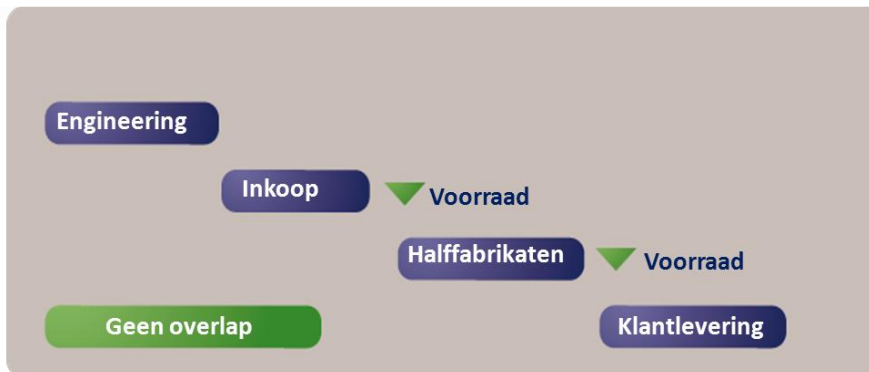 Engineering
Inkoop
Voorraad
Halffabrikaten
Voorraad
Geen overlap
Klantlevering